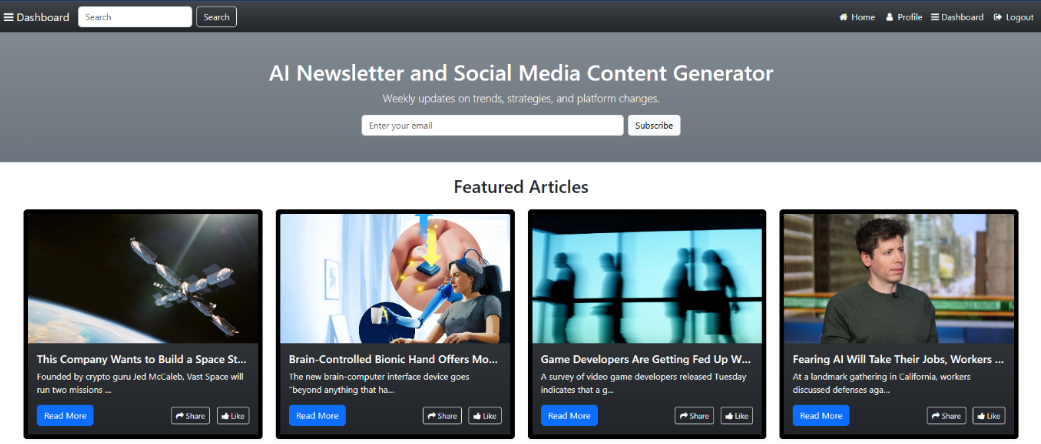 Dashboard
Search
Search
Home
Profile
Dashboard
Logout
AI Newsletter and Social Media Content Generator
Weekly updates on trends, strategies, and platform changes.
Enter your email
Subscribe
Featured Articles
This Company Wants to Build a Space St...
Founded by crypto guru Jed McCaleb, Vast Space will
run two missions ...
Read More
Share
Like
Brain-Controlled Bionic Hand Offers Mo...
The new brain-computer interface device goes
"beyond anything that ha...
Read More
Share
Like
Game Developers Are Getting Fed Up W...
A survey of video game developers released Tuesday
indicates that a g...
Read More
Share
Like
Fearing AI Will Take Their Jobs, Workers ...
At a landmark gathering in California, workers
discussed defenses aga...
Read More
Share
Like